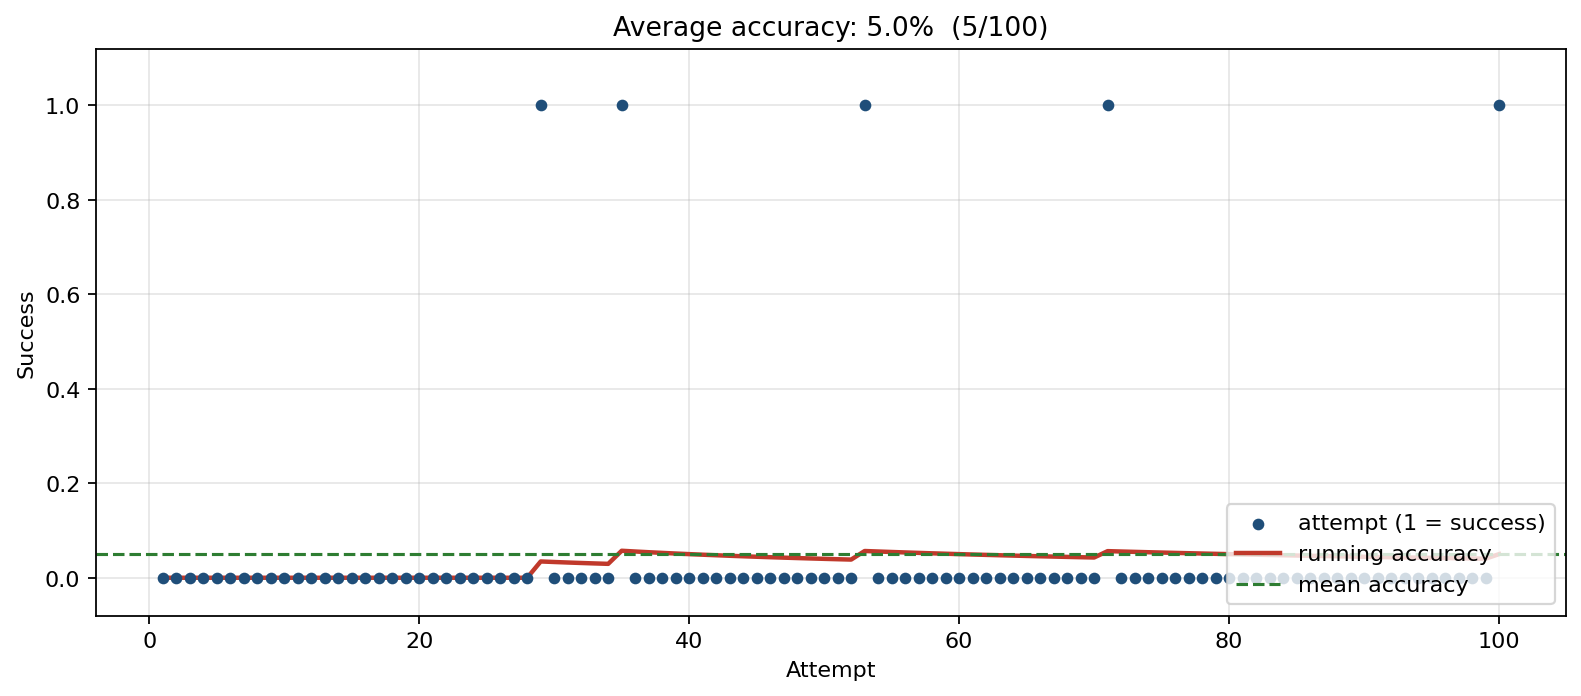 Average accuracy: 5.0% (5/100)
Success
1.0
0.8
0.6
0.4
0.2
0.0
attempt (1 = success)
running accuracy
mean accuracy
0 20 40 60 80 100
Attempt